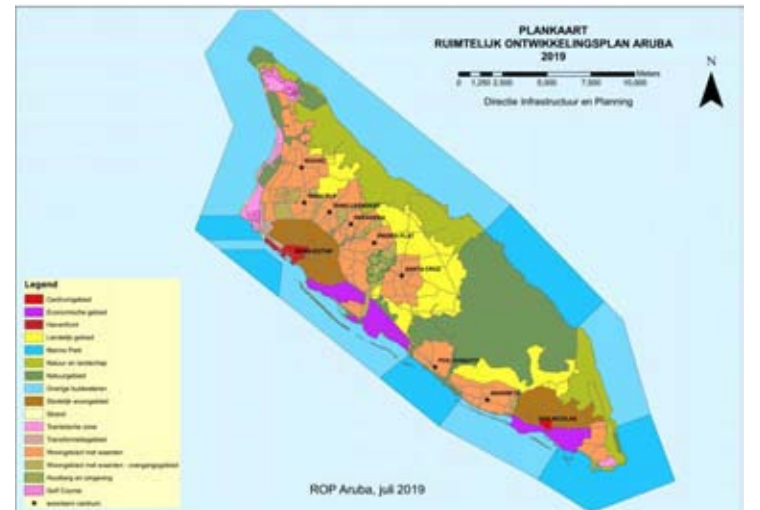 PLANKAART
RUIMTELIJK ONTWIKKELINGSPLAN ARUBA
2019
N
Meters
0 1,250 2,500 5,000 7,500 10,000
Directie Infrastructuur en Planning
NOORD
SANTA CRUZ
SAVANETA
SAN NICOLAS
Legend
Centrumgebied
Economische gebied
Havenfront
Landelijk gebied
Marine Park
Natuur en landschap
Natuurgebied
Overige buitenwateren
Stedelijk woongebied
Strand
Toeristische zone
Transformatiegebied
Woongebied met waarden
Woongebied met waarden - overgangsgebied
Hooiberg en omgeving
Golf Course
ROP Aruba, juli 2019